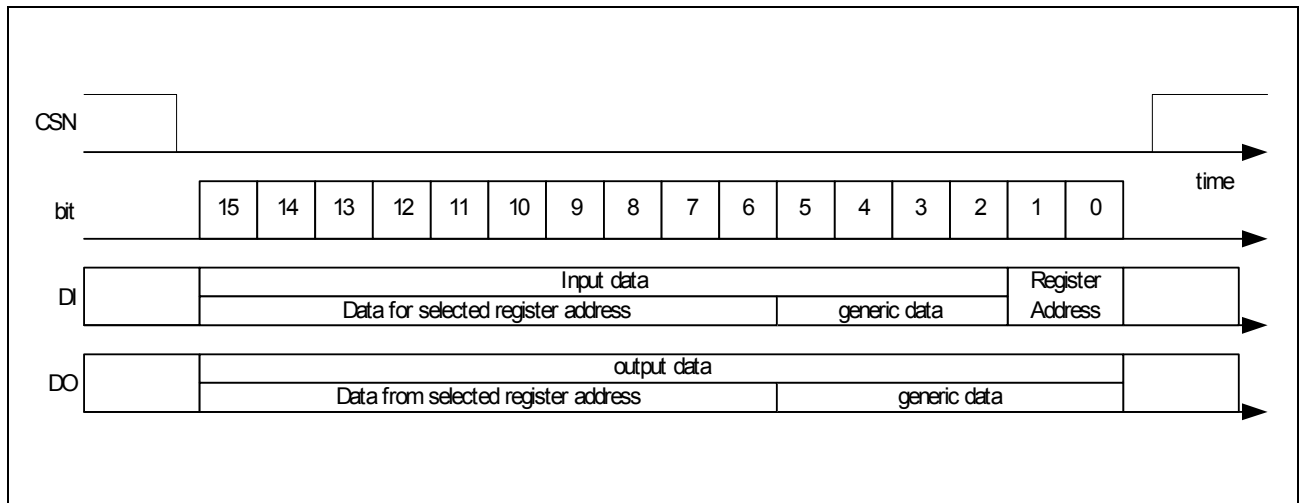 CSN
time
bit 15 14 13 12 11 10 9 8 7 6 5 4 3 2 1 0
DI Input data Register
Data for selected register address generic data Address
DO output data
Data from selected register address generic data